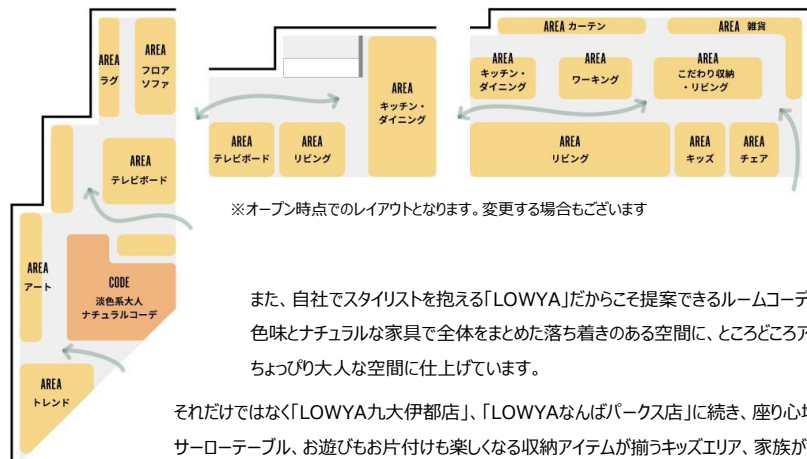 AREA
ラグ
AREA
フロア
ソファ
AREA
テレビボード
AREA
アート
CODE
淡色系大人
ナチュラルコーデ
AREA
トレンド
AREA
キッチン・
ダイニング
AREA
テレビボード
AREA
リビング
AREA カーテン
AREA 雑貨
AREA
キッチン・
ダイニング
AREA
ワーキング
AREA
こだわり収納
・リビング
AREA
リビング
AREA
キッズ
AREA
チェア
※オープン時点でのレイアウトとなります。変更する場合もございます
また、自社でスタイリストを抱える「LOWYA」だからこそ提案できるルームコーデ
色味とナチュラルな家具で全体をまとめた落ち着きのある空間に、ところどころア
ちょっぴり大人な空間に仕上げています。
それだけではなく「LOWYA九大伊都店」、「LOWYAなんばパークス店」に続き、座り心
サーローテーブル、お遊びもお片付けも楽しくなる収納アイテムが揃うキッズエリア、家族が